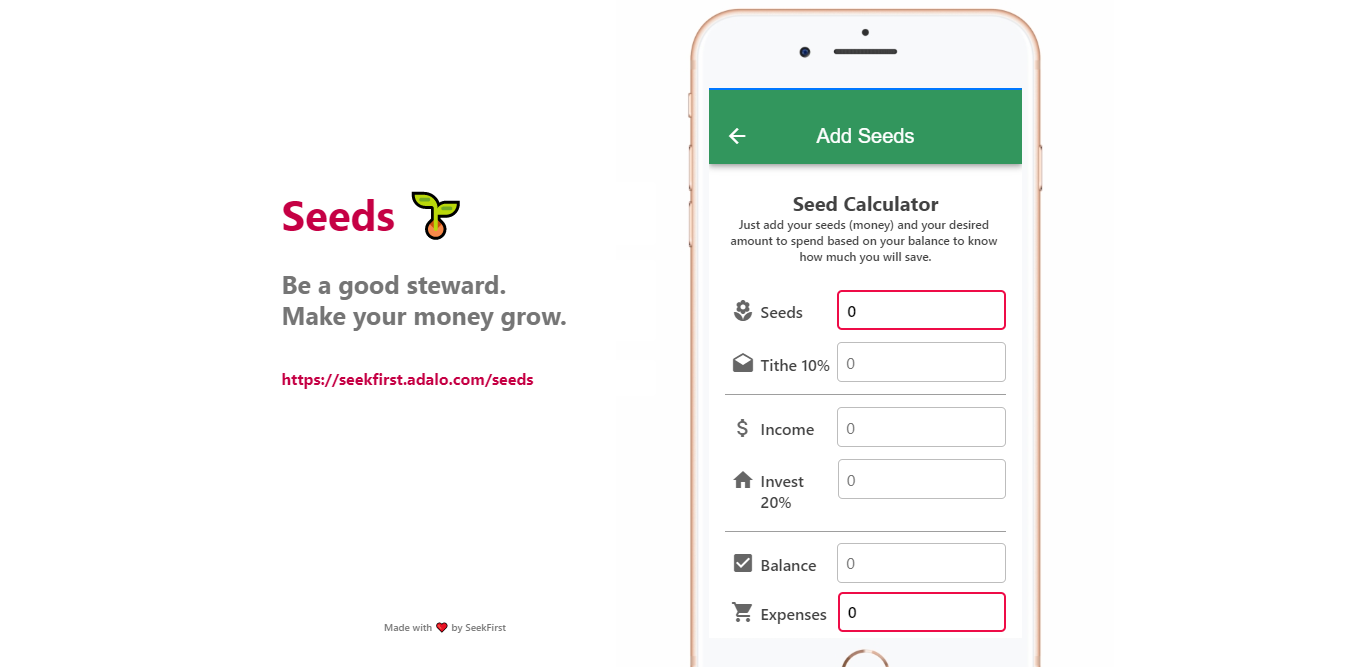 Seeds
Be a good steward.
Make your money grow.
https://seekfirst.adalo.com/seeds
Made with ❤ by SeekFirst
Add Seeds
Seed Calculator
Just add your seeds (money) and your desired
amount to spend based on your balance to know
how much you will save.
Seeds 0
Tithe 10% 0
Income 0
Invest 0
20%
Balance 0
Expenses 0